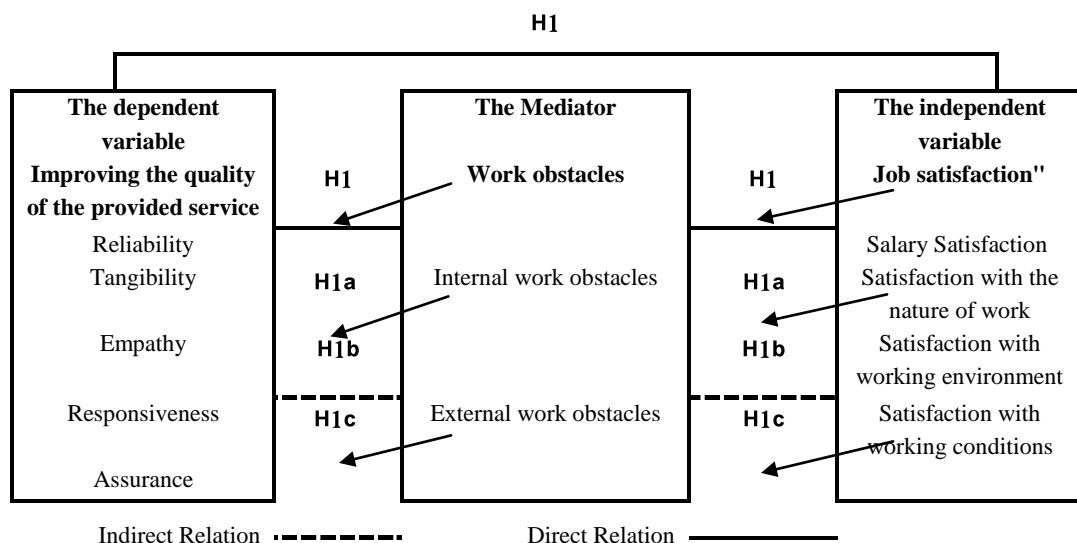 H1
The dependent
variable
Improving the quality
of the provided service
Reliability
Tangibility
Empathy
Responsiveness
Assurance
H1
H1a
H1b
H1c
The Mediator
Work obstacles
Internal work obstacles
External work obstacles
H1
H1a
H1b
H1c
The independent
variable
Job satisfaction"
Salary Satisfaction
Satisfaction with the
nature of work
Satisfaction with
working environment
Satisfaction with
working conditions
Indirect Relation
Direct Relation